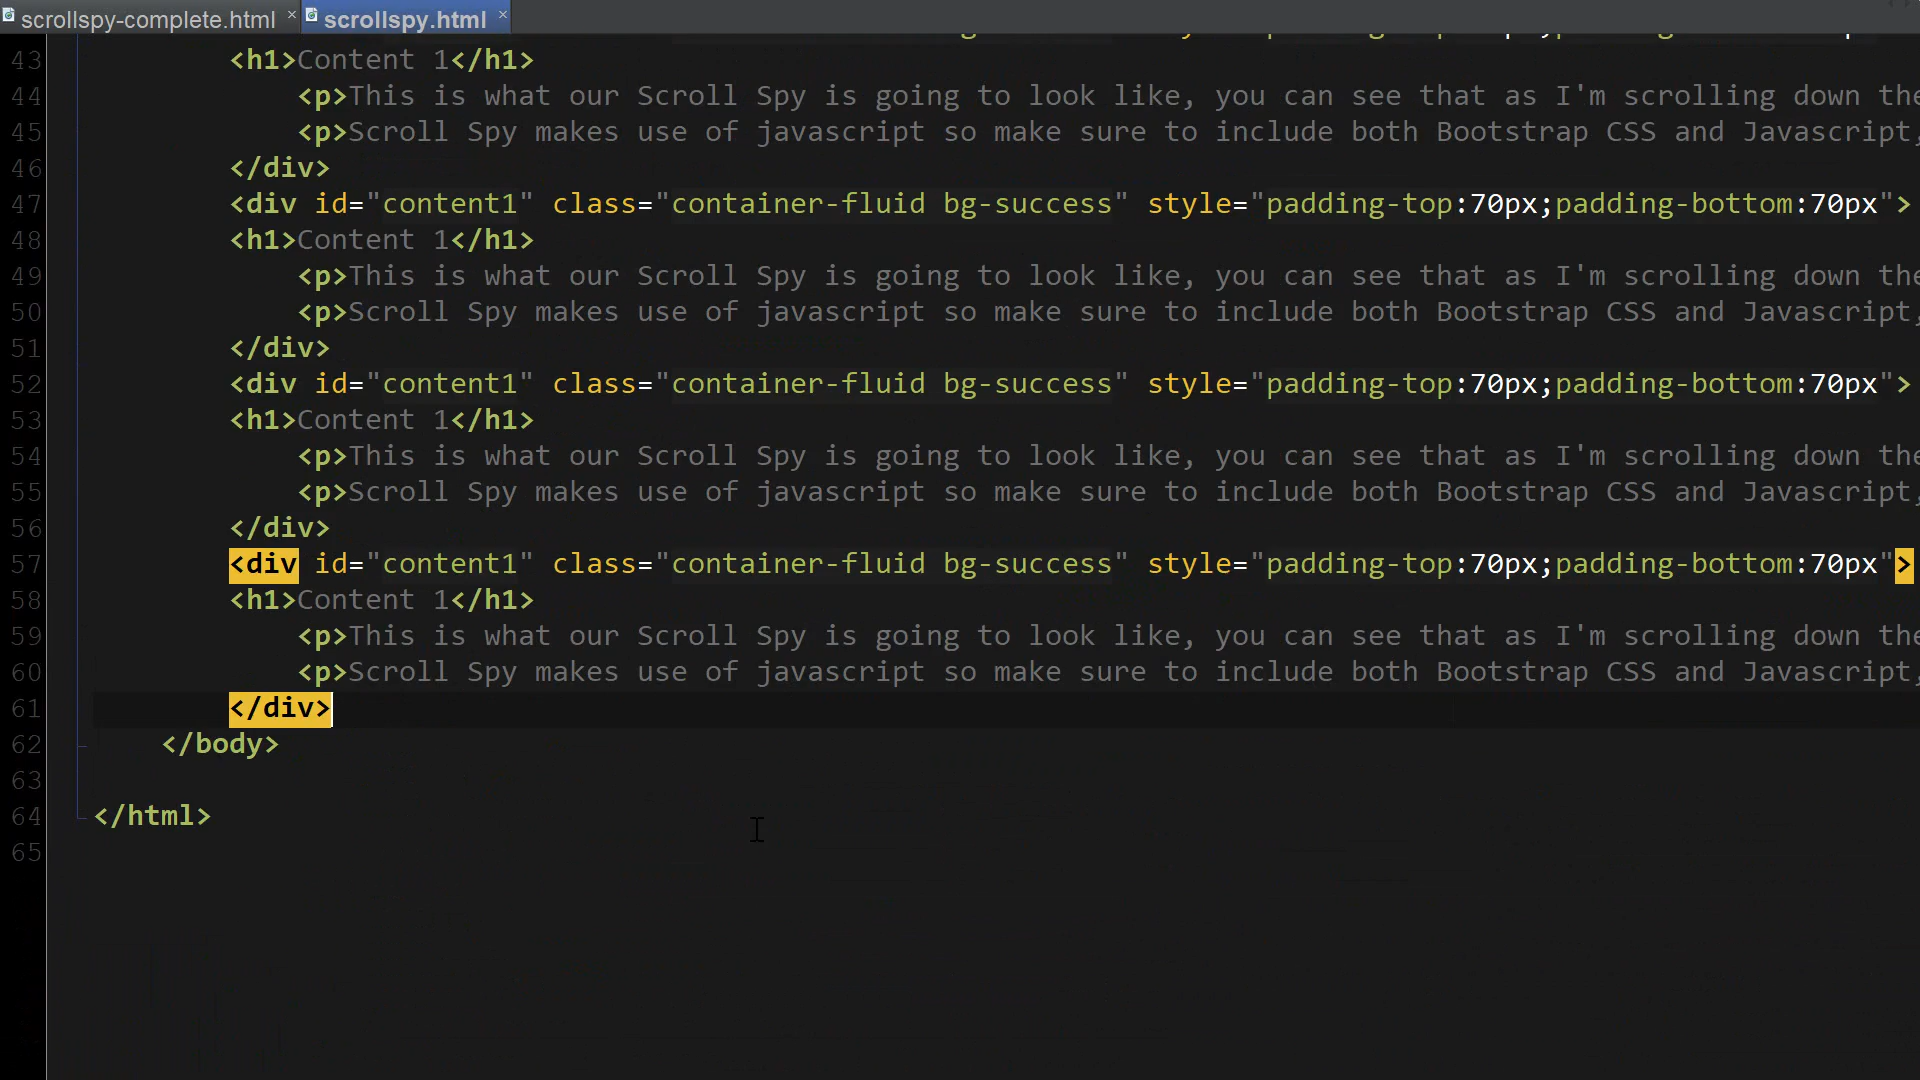 scrollspy-complete.html × scrollspy.html ×
43 <h1>Content 1</h1>
44 <p>This is what our Scroll Spy is going to look like, you can see that as I'm scrolling down the
45 <p>Scroll Spy makes use of javascript so make sure to include both Bootstrap CSS and Javascript,
46 </div>
47 <div id="content1" class="container-fluid bg-success" style="padding-top:70px;padding-bottom:70px">
48 <h1>Content 1</h1>
49 <p>This is what our Scroll Spy is going to look like, you can see that as I'm scrolling down the
50 <p>Scroll Spy makes use of javascript so make sure to include both Bootstrap CSS and Javascript,
51 </div>
52 <div id="content1" class="container-fluid bg-success" style="padding-top:70px;padding-bottom:70px">
53 <h1>Content 1</h1>
54 <p>This is what our Scroll Spy is going to look like, you can see that as I'm scrolling down the
55 <p>Scroll Spy makes use of javascript so make sure to include both Bootstrap CSS and Javascript,
56 </div>
57 <div id="content1" class="container-fluid bg-success" style="padding-top:70px;padding-bottom:70px">
58 <h1>Content 1</h1>
59 <p>This is what our Scroll Spy is going to look like, you can see that as I'm scrolling down the
60 <p>Scroll Spy makes use of javascript so make sure to include both Bootstrap CSS and Javascript,
61 </div>
62 </body>
63
64 </html>
65